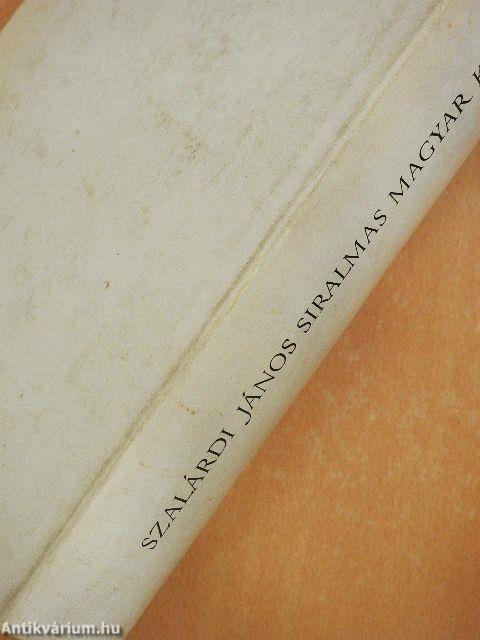 SZALÁRDI JÁNOS SIRALMAS MAGYAR K
Antikvárium.hu